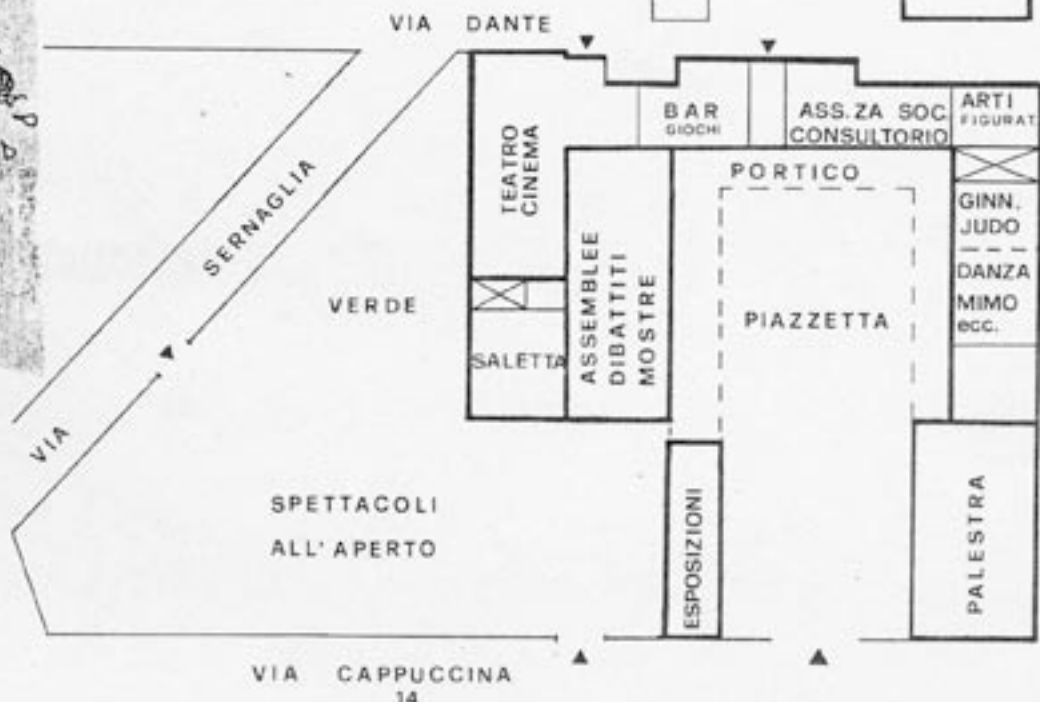 VIA DANTE
BAR
GIOCHI
ASS.ZA SOC.
CONSULTORIO
ARTI
FIGURAT.
TEATRO
CINEMA
PORTICO
GINN.
JUDO
DANZA
MIMO
ecc.
VIA SERNAGLIA
VERDE
ASSEMBLEE
DIBATTITI
MOSTRE
PIAZZETTA
SALETTA
SPETTACOLI
ALL' APERTO
ESPOSIZIONI
PALESTRA
VIA CAPPUCCINA
14